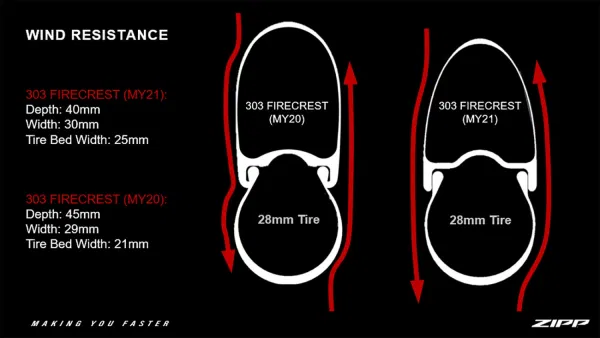 WIND RESISTANCE
303 FIRECREST (MY21):
Depth: 40mm
Width: 30mm
Tire Bed Width: 25mm
303 FIRECREST (MY20):
Depth: 45mm
Width: 29mm
Tire Bed Width: 21mm
303 FIRECREST
(MY20)
28mm Tire
303 FIRECREST
(MY21)
28mm Tire
MAKING YOU FASTER
ZIPP